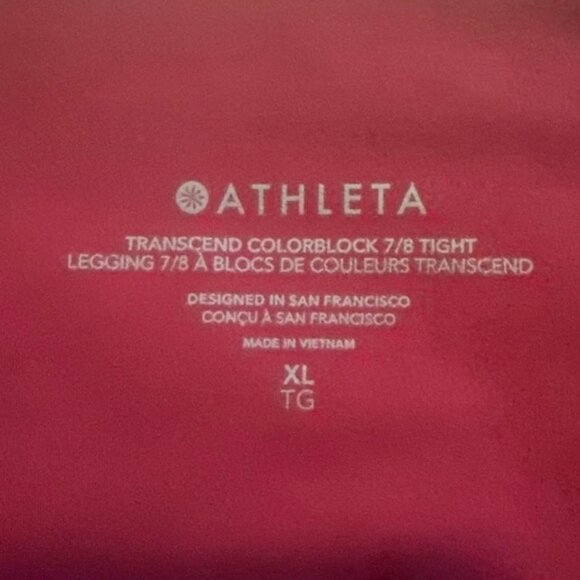 ATHLETA
TRANSCEND COLORBLOCK 7/8 TIGHT
LEGGING 7/8 À BLOCS DE COULEURS TRANSCEND
DESIGNED IN SAN FRANCISCO
CONÇU À SAN FRANCISCO
MADE IN VIETNAM
XL
TG